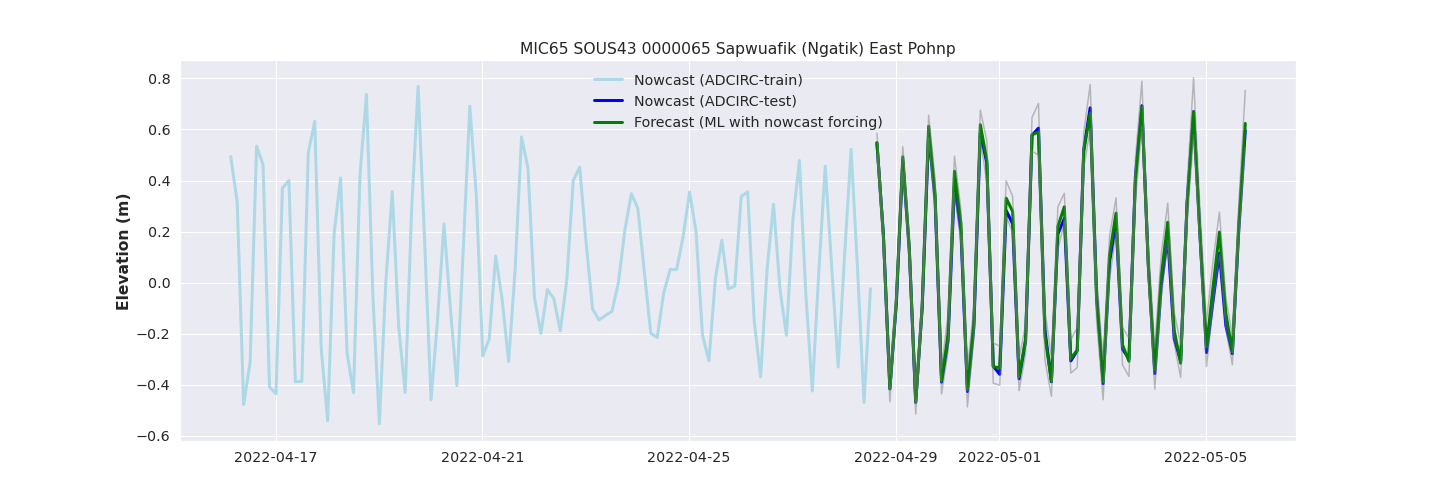 MIC65 SOUS43 0000065 Sapwuafik (Ngatik) East Pohnp
Nowcast (ADCIRC-train)
Nowcast (ADCIRC-test)
Forecast (ML with nowcast forcing)
Elevation (m)
0.8
0.6
0.4
0.2
0.0
−0.2
−0.4
−0.6
2022-04-17 2022-04-21 2022-04-25 2022-04-29 2022-05-01 2022-05-05